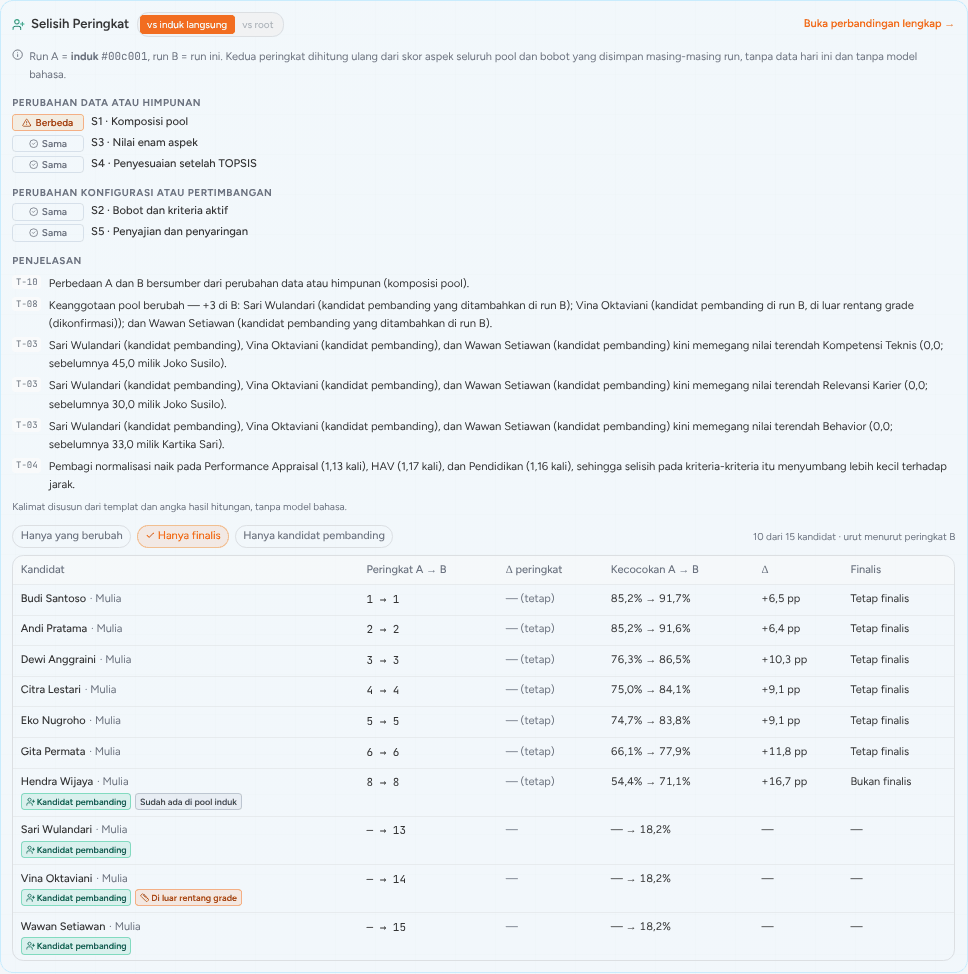 Selisih Peringkat vs induk langsung vs root Buka perbandingan lengkap →
Run A = induk #00c001, run B = run ini. Kedua peringkat dihitung ulang dari skor aspek seluruh pool dan bobot yang disimpan masing-masing run, tanpa data hari ini dan tanpa model
bahasa.
PERUBAHAN DATA ATAU HIMPUNAN
Berbeda S1 · Komposisi pool
Sama S3 · Nilai enam aspek
Sama S4 · Penyesuaian setelah TOPSIS
PERUBAHAN KONFIGURASI ATAU PERTIMBANGAN
Sama S2 · Bobot dan kriteria aktif
Sama S5 · Penyajian dan penyaringan
PENJELASAN
T-10 Perbedaan A dan B bersumber dari perubahan data atau himpunan (komposisi pool).
T-08 Keanggotaan pool berubah — +3 di B: Sari Wulandari (kandidat pembanding yang ditambahkan di run B); Vina Oktaviani (kandidat pembanding di run B, di luar rentang grade
(dikonfirmasi)); dan Wawan Setiawan (kandidat pembanding yang ditambahkan di run B).
T-03 Sari Wulandari (kandidat pembanding), Vina Oktaviani (kandidat pembanding), dan Wawan Setiawan (kandidat pembanding) kini memegang nilai terendah Kompetensi Teknis (0,0;
sebelumnya 45,0 milik Joko Susilo).
T-03 Sari Wulandari (kandidat pembanding), Vina Oktaviani (kandidat pembanding), dan Wawan Setiawan (kandidat pembanding) kini memegang nilai terendah Relevansi Karier (0,0;
sebelumnya 30,0 milik Joko Susilo).
T-03 Sari Wulandari (kandidat pembanding), Vina Oktaviani (kandidat pembanding), dan Wawan Setiawan (kandidat pembanding) kini memegang nilai terendah Behavior (0,0;
sebelumnya 33,0 milik Kartika Sari).
T-04 Pembagi normalisasi naik pada Performance Appraisal (1,13 kali), HAV (1,17 kali), dan Pendidikan (1,16 kali), sehingga selisih pada kriteria-kriteria itu menyumbang lebih kecil terhadap
jarak.
Kalimat disusun dari templat dan angka hasil hitungan, tanpa model bahasa.
Hanya yang berubah ✓ Hanya finalis Hanya kandidat pembanding 10 dari 15 kandidat · urut menurut peringkat B
Kandidat Peringkat A → B Δ peringkat Kecocokan A → B Δ Finalis
Budi Santoso · Mulia 1 → 1 — (tetap) 85,2% → 91,7% +6,5 pp Tetap finalis
Andi Pratama · Mulia 2 → 2 — (tetap) 85,2% → 91,6% +6,4 pp Tetap finalis
Dewi Anggraini · Mulia 3 → 3 — (tetap) 76,3% → 86,5% +10,3 pp Tetap finalis
Citra Lestari · Mulia 4 → 4 — (tetap) 75,0% → 84,1% +9,1 pp Tetap finalis
Eko Nugroho · Mulia 5 → 5 — (tetap) 74,7% → 83,8% +9,1 pp Tetap finalis
Gita Permata · Mulia 6 → 6 — (tetap) 66,1% → 77,9% +11,8 pp Tetap finalis
Hendra Wijaya · Mulia 8 → 8 — (tetap) 54,4% → 71,1% +16,7 pp Bukan finalis
Kandidat pembanding Sudah ada di pool induk
Sari Wulandari · Mulia — → 13 — — → 18,2% — —
Kandidat pembanding
Vina Oktaviani · Mulia — → 14 — — → 18,2% — —
Kandidat pembanding Di luar rentang grade
Wawan Setiawan · Mulia — → 15 — — → 18,2% — —
Kandidat pembanding